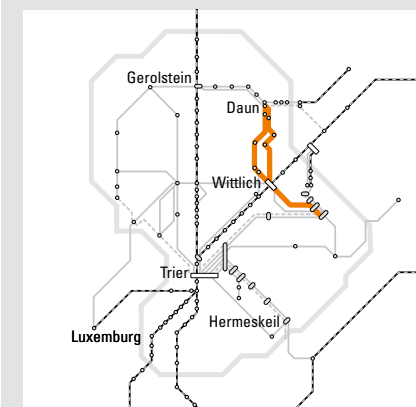 Gerolstein
Daun
Wittlich
Trier
Hermeskeil
Luxemburg